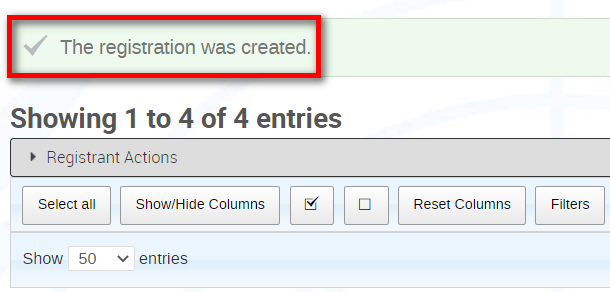 The registration was created.
Showing 1 to 4 of 4 entries
Registrant Actions
Select all Show/Hide Columns Reset Columns Filters
Show 50 entries